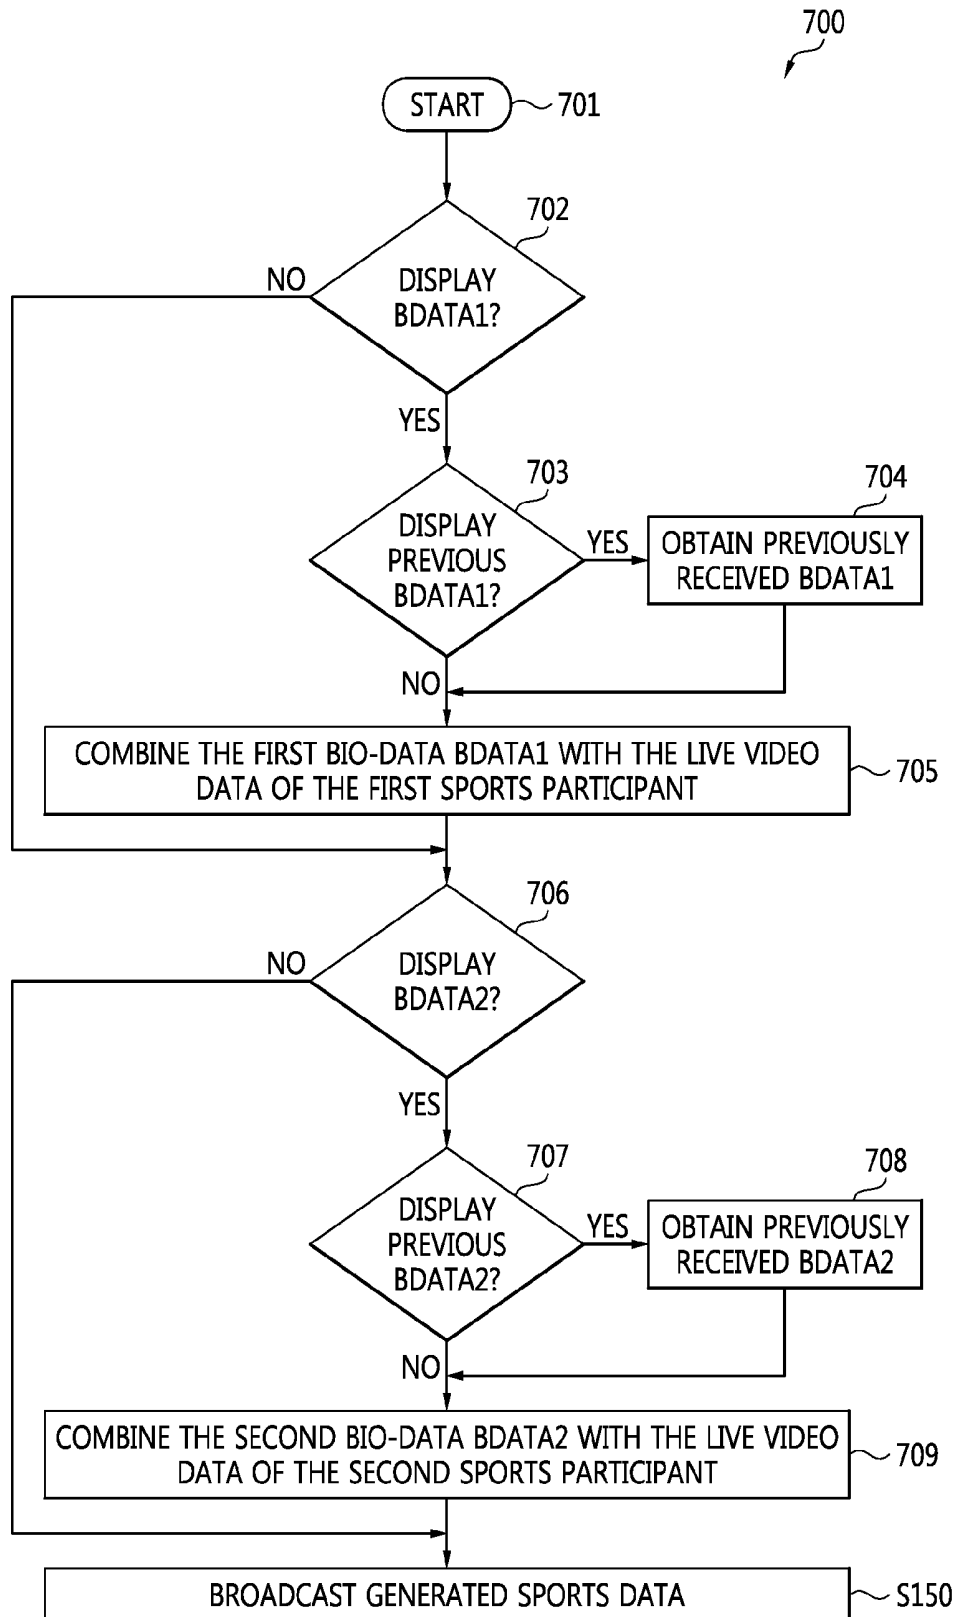 700
START
701
702
NO
DISPLAY
BDATA1?
YES
703
DISPLAY
PREVIOUS
BDATA1?
YES
704
OBTAIN PREVIOUSLY
RECEIVED BDATA1
NO
COMBINE THE FIRST BIO-DATA BDATA1 WITH THE LIVE VIDEO
DATA OF THE FIRST SPORTS PARTICIPANT
705
706
NO
DISPLAY
BDATA2?
YES
707
DISPLAY
PREVIOUS
BDATA2?
YES
708
OBTAIN PREVIOUSLY
RECEIVED BDATA2
NO
COMBINE THE SECOND BIO-DATA BDATA2 WITH THE LIVE VIDEO
DATA OF THE SECOND SPORTS PARTICIPANT
709
BROADCAST GENERATED SPORTS DATA
S150